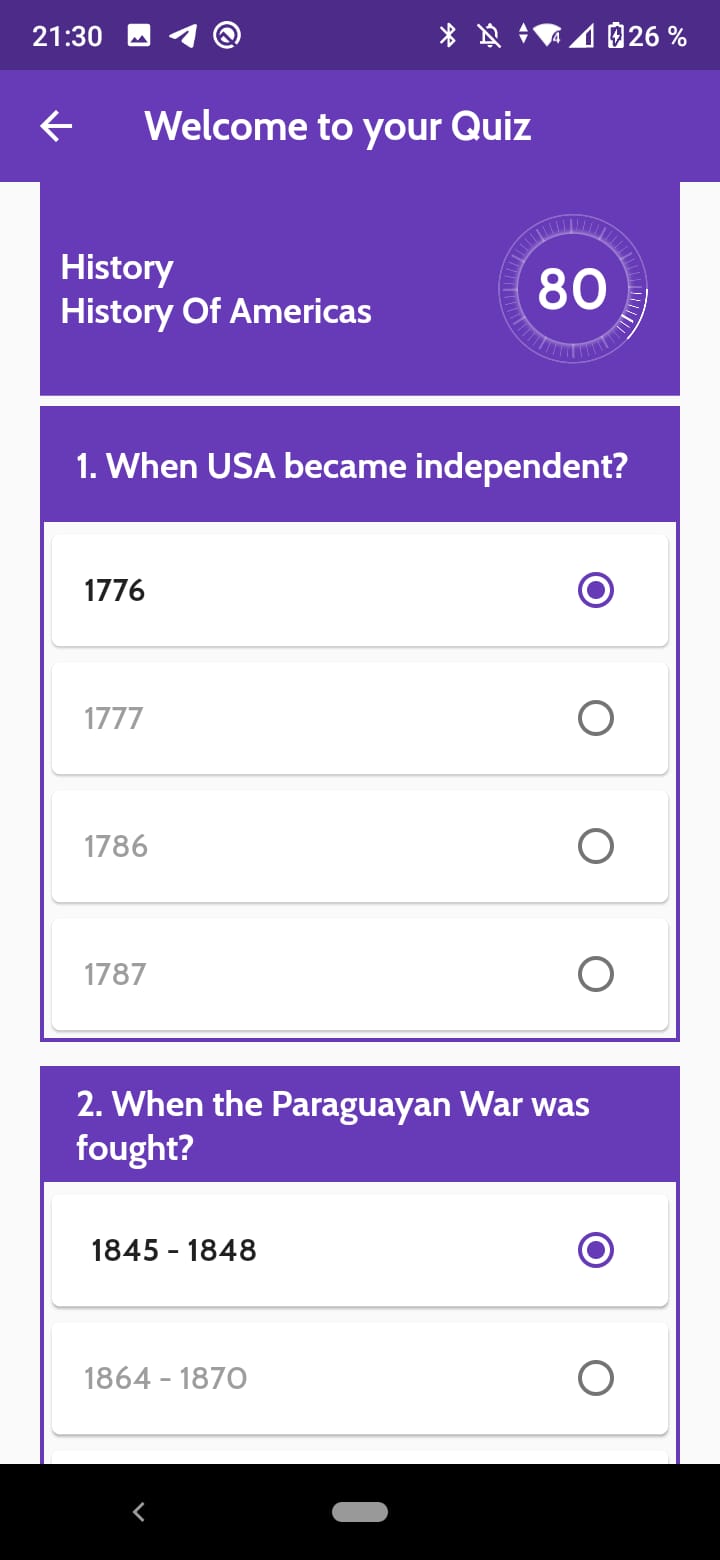 21:30
26 %
Welcome to your Quiz
History
History Of Americas
80
1. When USA became independent?
1776
1777
1786
1787
2. When the Paraguayan War was
fought?
1845 - 1848
1864 - 1870